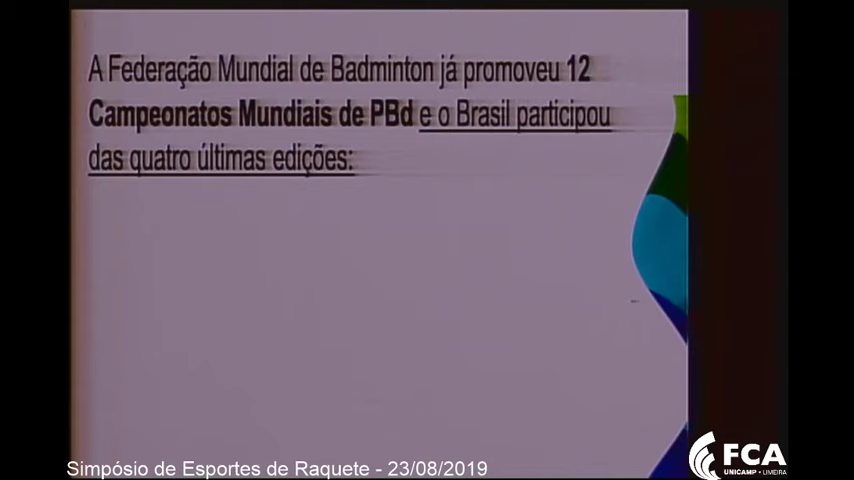 A Federação Mundial de Badminton já promoveu 12
Campeonatos Mundiais de PBd e o Brasil participou
das quatro últimas edições:
Simpósio de Esportes de Raquete - 23/08/2019
FCA
UNICAMP • LIMEIRA